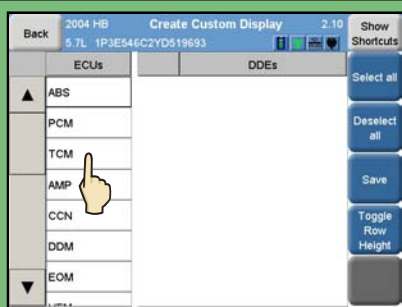 Back
2004 HB Create Custom Display 2.10
5.7L 1P3E546C2YD519693
Show Shortcuts
ECUs DDEs
ABS
PCM
TCM
AMP
CCN
DDM
EOM
Select all
Deselect all
Save
Toggle Row Height